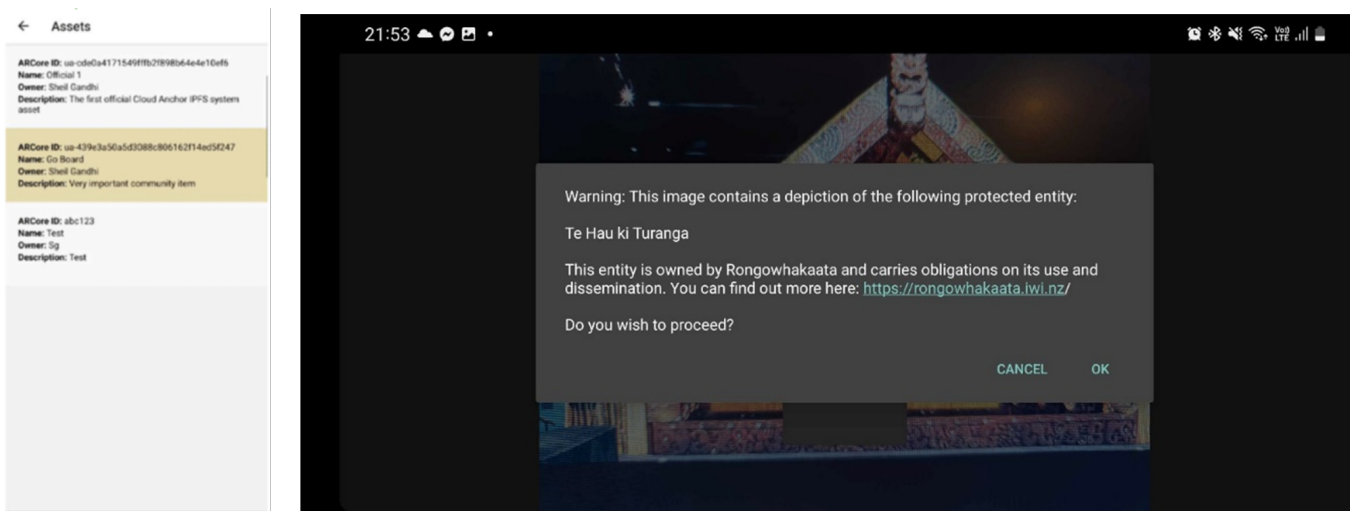 ← Assets
ARCore ID: ua-cde0a4171549fffb2f898b64e4e10ef6
Name: Official 1
Owner: Sheil Gandhi
Description: The first official Cloud Anchor IPFS system
asset
ARCore ID: ua-439e3a50a5d3088c806162f14ed5f247
Name: Go Board
Owner: Sheil Gandhi
Description: Very important community item
ARCore ID: abc123
Name: Test
Owner: Sg
Description: Test
21:53
Vo)) LTE
Warning: This image contains a depiction of the following protected entity:
Te Hau ki Turanga
This entity is owned by Rongowhakaata and carries obligations on its use and
dissemination. You can find out more here: https://rongowhakaata.iwi.nz/
Do you wish to proceed?
CANCEL OK